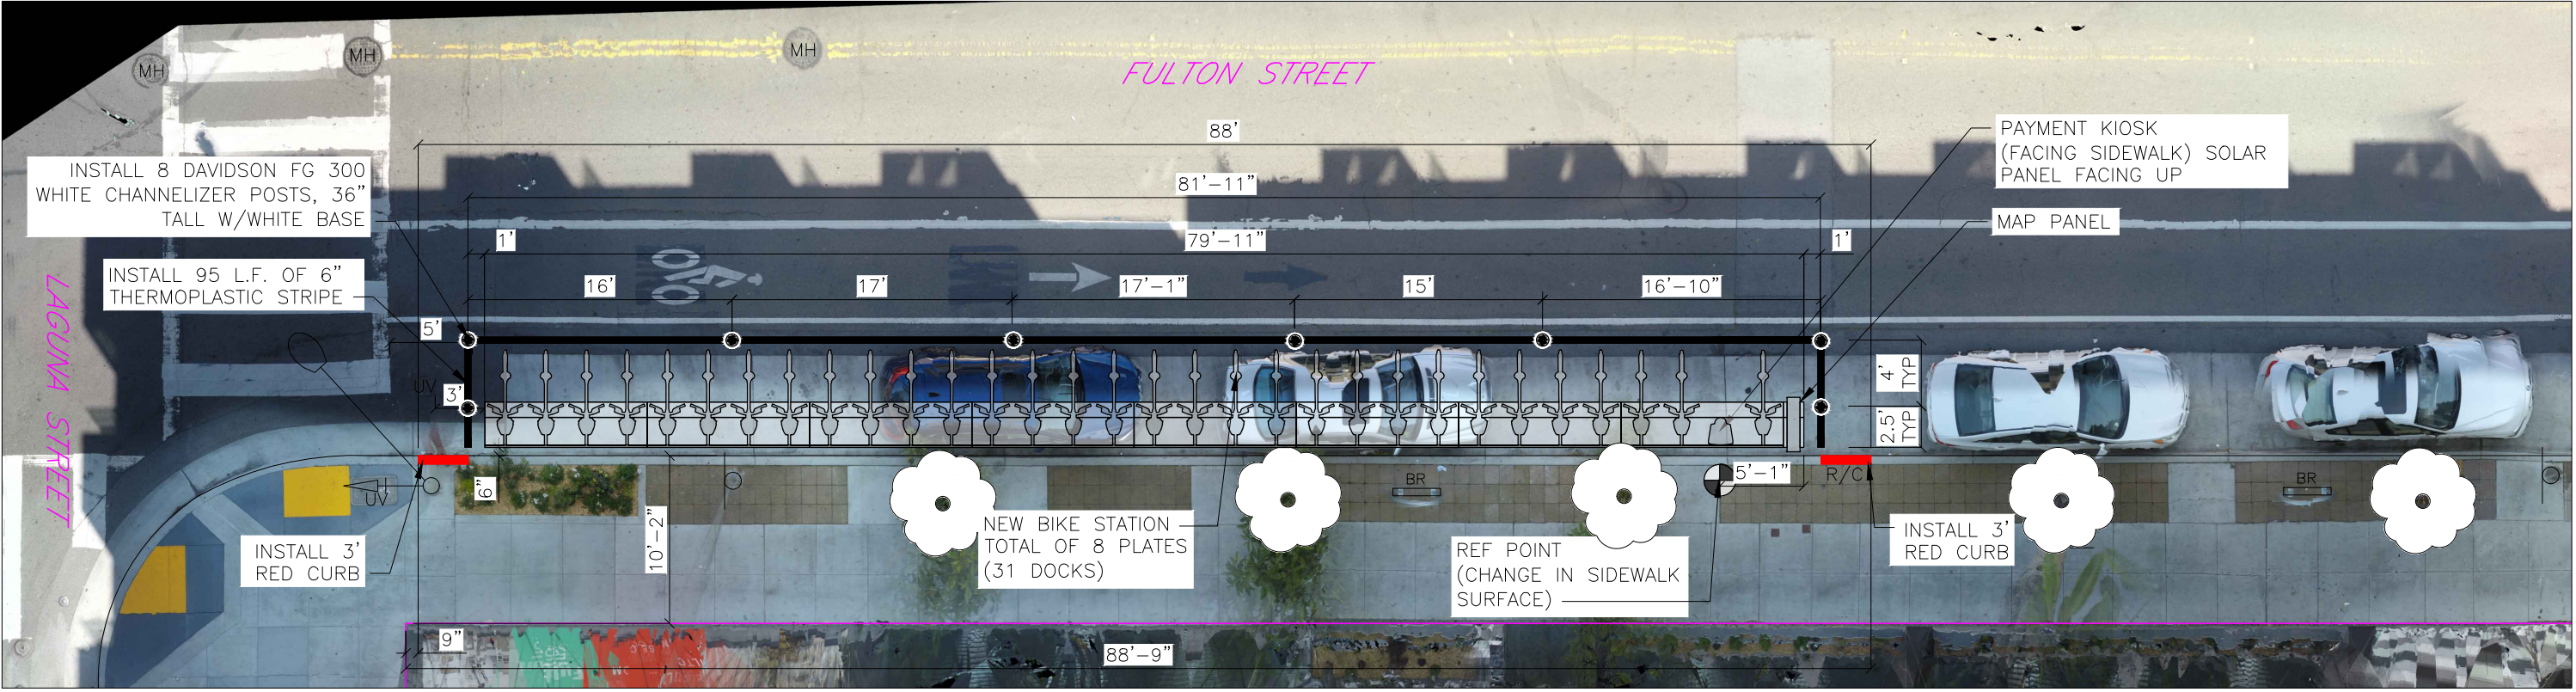 MH
MH
MH
FULTON STREET
88'
PAYMENT KIOSK
(FACING SIDEWALK) SOLAR
PANEL FACING UP
INSTALL 8 DAVIDSON FG 300
WHITE CHANNELIZER POSTS, 36"
TALL W/WHITE BASE
81'-11"
MAP PANEL
1'
79'-11"
1'
INSTALL 95 L.F. OF 6"
THERMOPLASTIC STRIPE
16'
17'
17'-1"
15'
16'-10"
LAGUNA STREET
5'
4'
TYP
UV
3'
2.5'
TYP
5'-1"
R/C
UV
6"
BR
BR
10'-2"
NEW BIKE STATION
TOTAL OF 8 PLATES
(31 DOCKS)
INSTALL 3'
RED CURB
REF POINT
(CHANGE IN SIDEWALK
SURFACE)
INSTALL 3'
RED CURB
9"
88'-9"